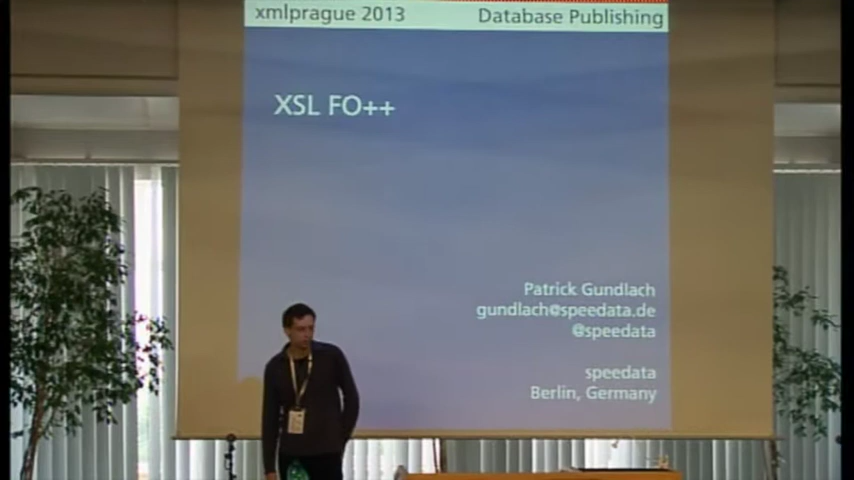 xmlprague 2013 Database Publishing
XSL FO++
Patrick Gundlach
gundlach@speedata.de
@speedata
speedata
Berlin, Germany